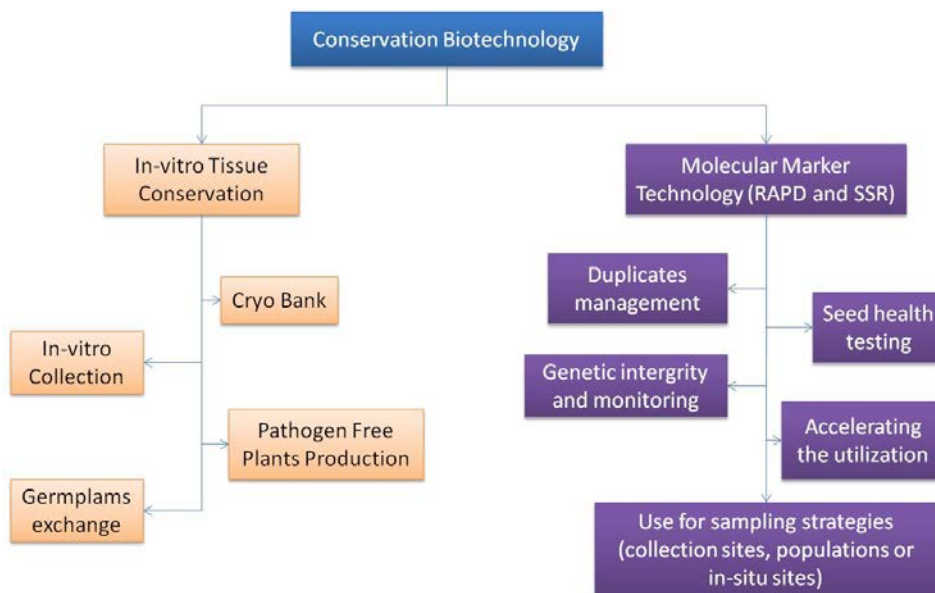 Conservation Biotechnology
In-vitro Tissue
Conservation
Molecular Marker
Technology (RAPD and SSR)
Cryo Bank
In-vitro
Collection
Pathogen Free
Plants Production
Germplams
exchange
Duplicates
management
Seed health
testing
Genetic intergrity
and monitoring
Accelerating
the utilization
Use for sampling strategies
(collection sites, populations or
in-situ sites)